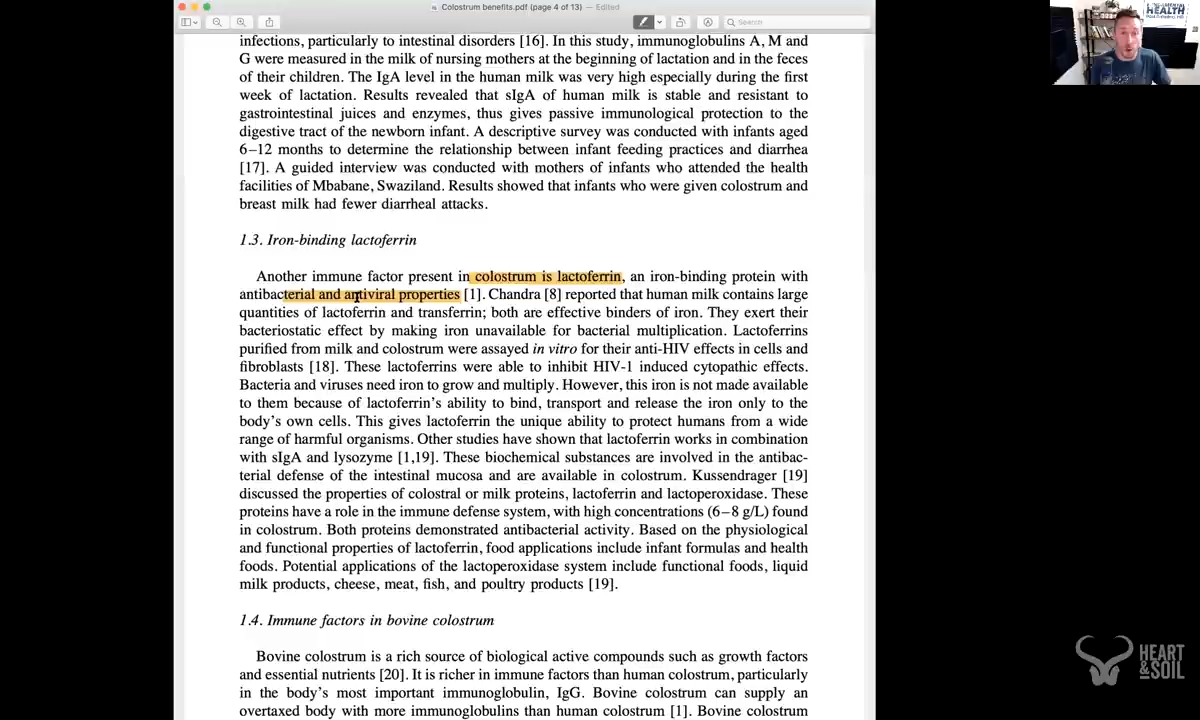 Colostrum benefits.pdf (page 4 of 13) — Edited
Search
HEALTH
infections, particularly to intestinal disorders [16]. In this study, immunoglobulins A, M and
G were measured in the milk of nursing mothers at the beginning of lactation and in the feces
of their children. The IgA level in the human milk was very high especially during the first
week of lactation. Results revealed that sIgA of human milk is stable and resistant to
gastrointestinal juices and enzymes, thus gives passive immunological protection to the
digestive tract of the newborn infant. A descriptive survey was conducted with infants aged
6–12 months to determine the relationship between infant feeding practices and diarrhea
[17]. A guided interview was conducted with mothers of infants who attended the health
facilities of Mbabane, Swaziland. Results showed that infants who were given colostrum and
breast milk had fewer diarrheal attacks.
1.3. Iron-binding lactoferrin
Another immune factor present in colostrum is lactoferrin, an iron-binding protein with
antibacterial and antiviral properties [1]. Chandra [8] reported that human milk contains large
quantities of lactoferrin and transferrin; both are effective binders of iron. They exert their
bacteriostatic effect by making iron unavailable for bacterial multiplication. Lactoferrins
purified from milk and colostrum were assayed in vitro for their anti-HIV effects in cells and
fibroblasts [18]. These lactoferrins were able to inhibit HIV-1 induced cytopathic effects.
Bacteria and viruses need iron to grow and multiply. However, this iron is not made available
to them because of lactoferrin's ability to bind, transport and release the iron only to the
body's own cells. This gives lactoferrin the unique ability to protect humans from a wide
range of harmful organisms. Other studies have shown that lactoferrin works in combination
with sIgA and lysozyme [1,19]. These biochemical substances are involved in the antibac-
terial defense of the intestinal mucosa and are available in colostrum. Kussendrager [19]
discussed the properties of colostral or milk proteins, lactoferrin and lactoperoxidase. These
proteins have a role in the immune defense system, with high concentrations (6–8 g/L) found
in colostrum. Both proteins demonstrated antibacterial activity. Based on the physiological
and functional properties of lactoferrin, food applications include infant formulas and health
foods. Potential applications of the lactoperoxidase system include functional foods, liquid
milk products, cheese, meat, fish, and poultry products [19].
1.4. Immune factors in bovine colostrum
Bovine colostrum is a rich source of biological active compounds such as growth factors
and essential nutrients [20]. It is richer in immune factors than human colostrum, particularly
in the body's most important immunoglobulin, IgG. Bovine colostrum can supply an
overtaxed body with more immunoglobulins than human colostrum [1]. Bovine colostrum
HEART
& SOIL